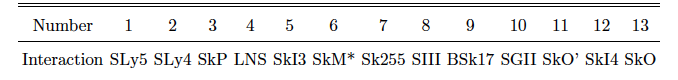 Number 1 2 3 4 5 6 7 8 9 10 11 12 13
Interaction SLy5 SLy4 SkP LNS SkI3 SkM* Sk255 SIII BSk17 SGII SkO' SkI4 SkO